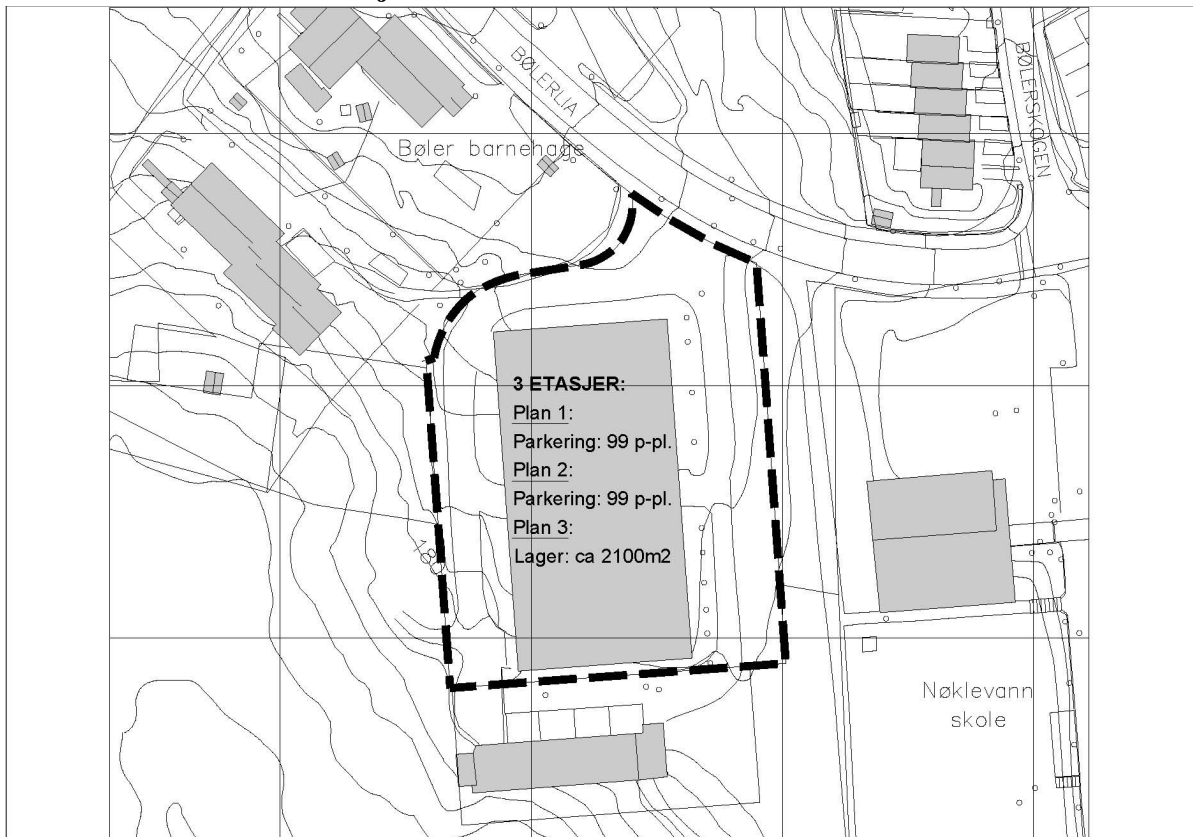 BØLERLIA
BØLERSKOGEN
Bøler barnehage
3 ETASJER:
Plan 1:
Parkering: 99 p-pl.
Plan 2:
Parkering: 99 p-pl.
Plan 3:
Lager: ca 2100m2
Nøklevann
skole